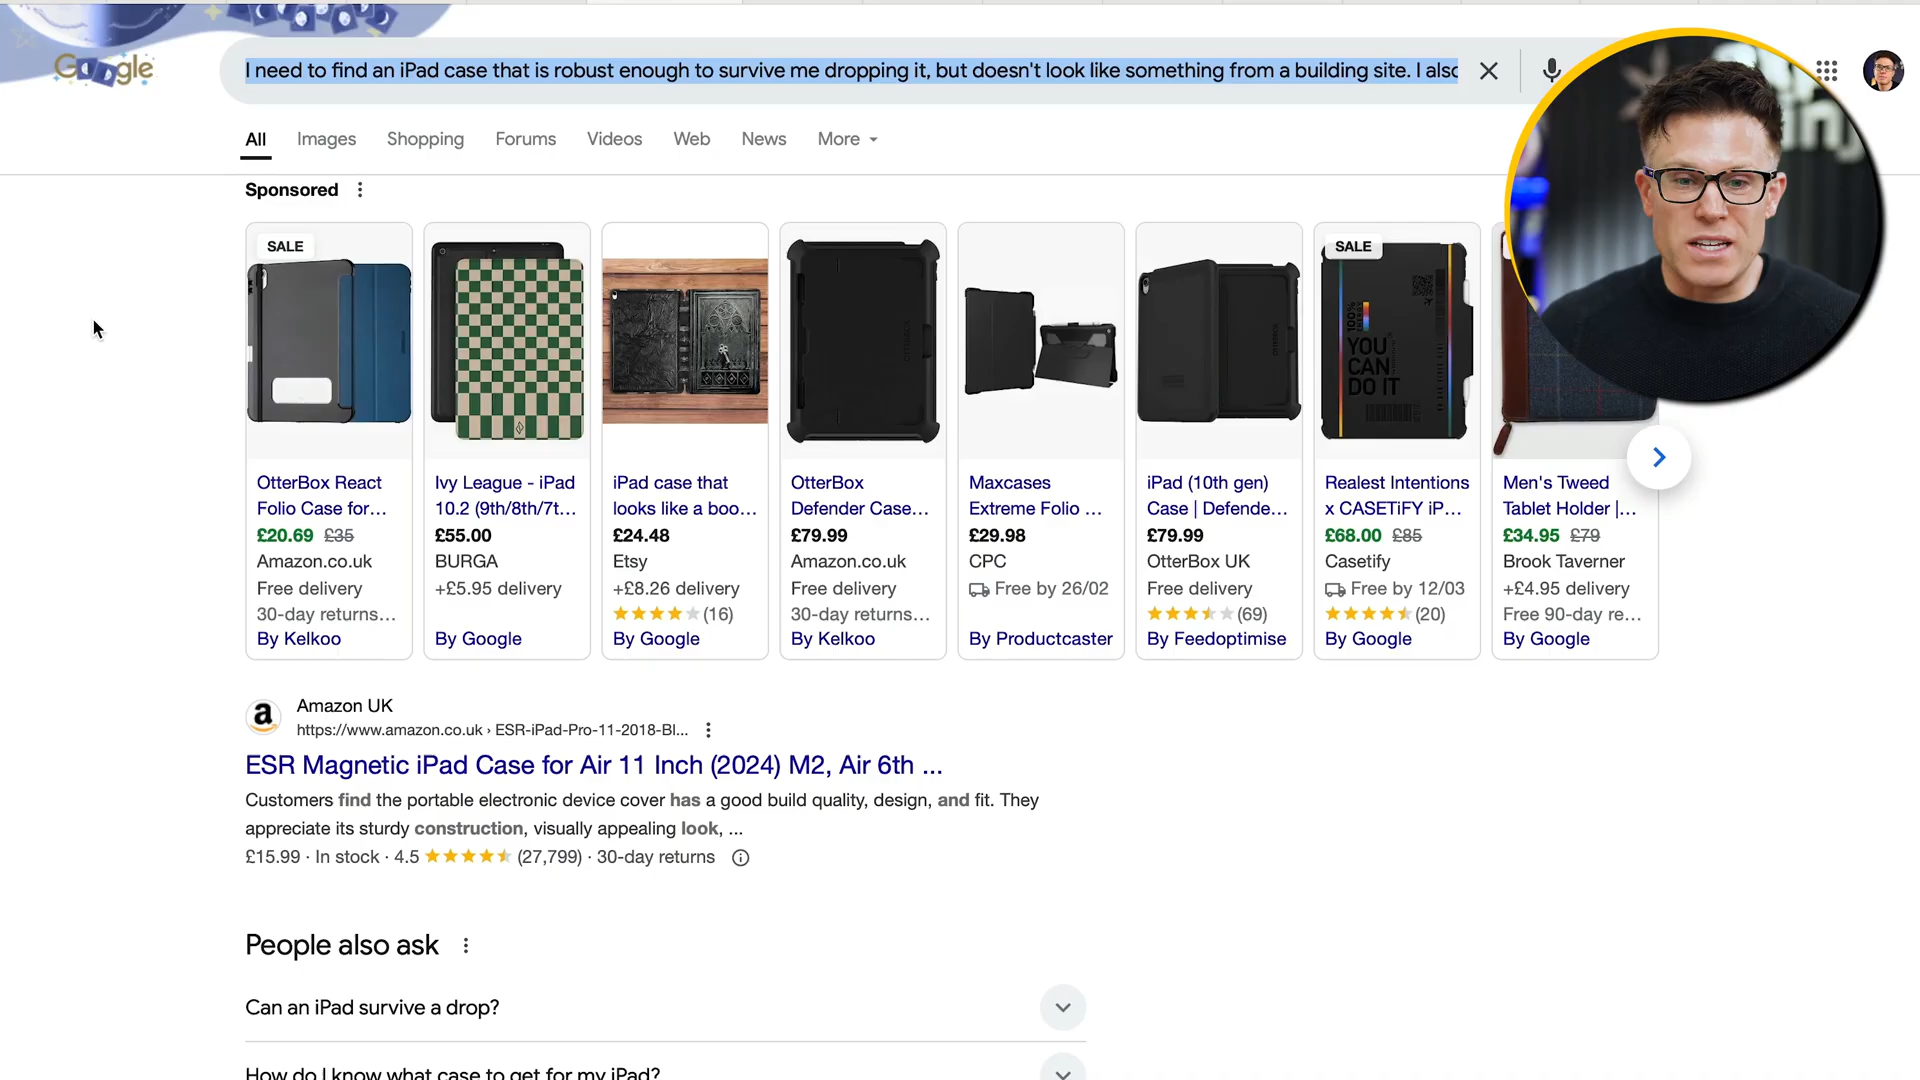 Google
I need to find an iPad case that is robust enough to survive me dropping it, but doesn't look like something from a building site. I also
All Images Shopping Forums Videos Web News More
Sponsored
SALE
OTTERBOX
OTTERBOX
SALE
100%
ENERGY
YOU
CAN
DO IT
OtterBox React
Folio Case for...
£20.69 £35
Amazon.co.uk
Free delivery
30-day returns...
By Kelkoo
Ivy League - iPad
10.2 (9th/8th/7t...
£55.00
BURGA
+£5.95 delivery
By Google
iPad case that
looks like a boo...
£24.48
Etsy
+£8.26 delivery
(16)
By Google
OtterBox
Defender Case...
£79.99
Amazon.co.uk
Free delivery
30-day returns...
By Kelkoo
Maxcases
Extreme Folio ...
£29.98
CPC
Free by 26/02
By Productcaster
iPad (10th gen)
Case | Defende...
£79.99
OtterBox UK
Free delivery
(69)
By Feedoptimise
Realest Intentions
x CASETiFY iP...
£68.00 £85
Casetify
Free by 12/03
(20)
By Google
Men's Tweed
Tablet Holder |...
£34.95 £79
Brook Taverner
+£4.95 delivery
Free 90-day re...
By Google
a
Amazon UK
https://www.amazon.co.uk › ESR-iPad-Pro-11-2018-Bl...
ESR Magnetic iPad Case for Air 11 Inch (2024) M2, Air 6th ...
Customers find the portable electronic device cover has a good build quality, design, and fit. They
appreciate its sturdy construction, visually appealing look, ...
£15.99 · In stock · 4.5 (27,799) · 30-day returns
People also ask
Can an iPad survive a drop?
How do I know what case to get for my iPad?